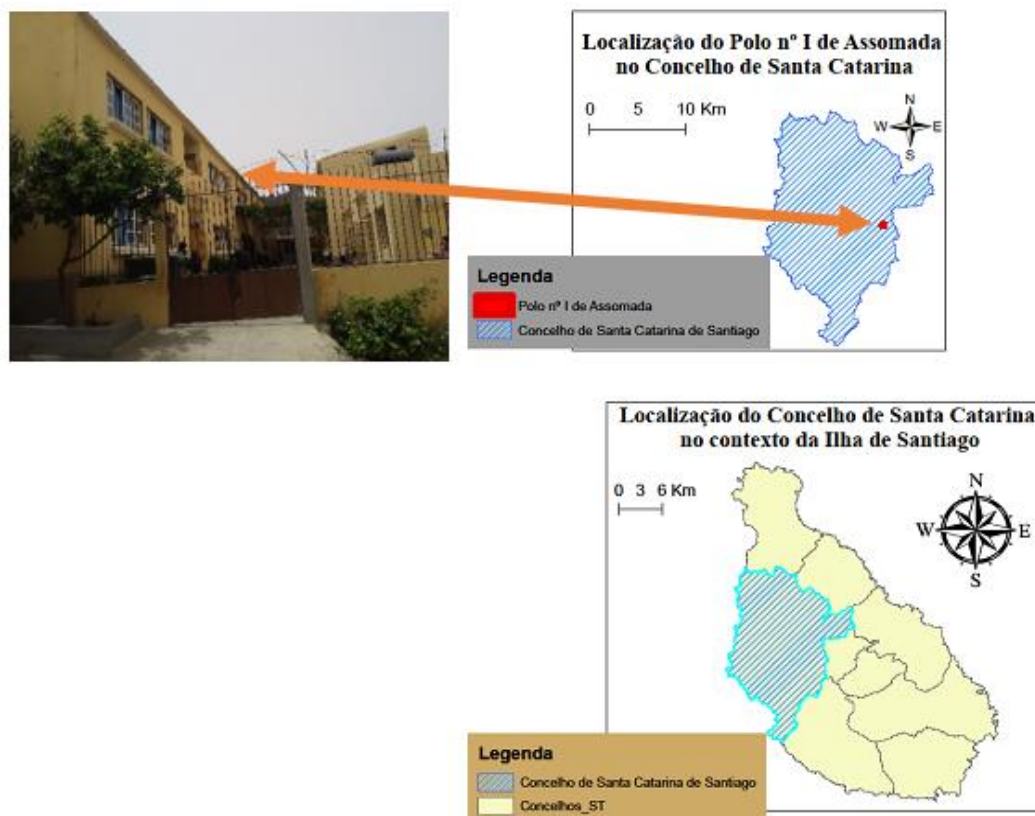 Localização do Polo nº I de Assomada
no Concelho de Santa Catarina
0 5 10 Km
N
W E
S
Legenda
Polo nº I de Assomada
Concelho de Santa Catarina de Santiago
Localização do Concelho de Santa Catarina
no contexto da Ilha de Santiago
0 3 6 Km
N
W E
S
Legenda
Concelho de Santa Catarina de Santiago
Concelhos_ST